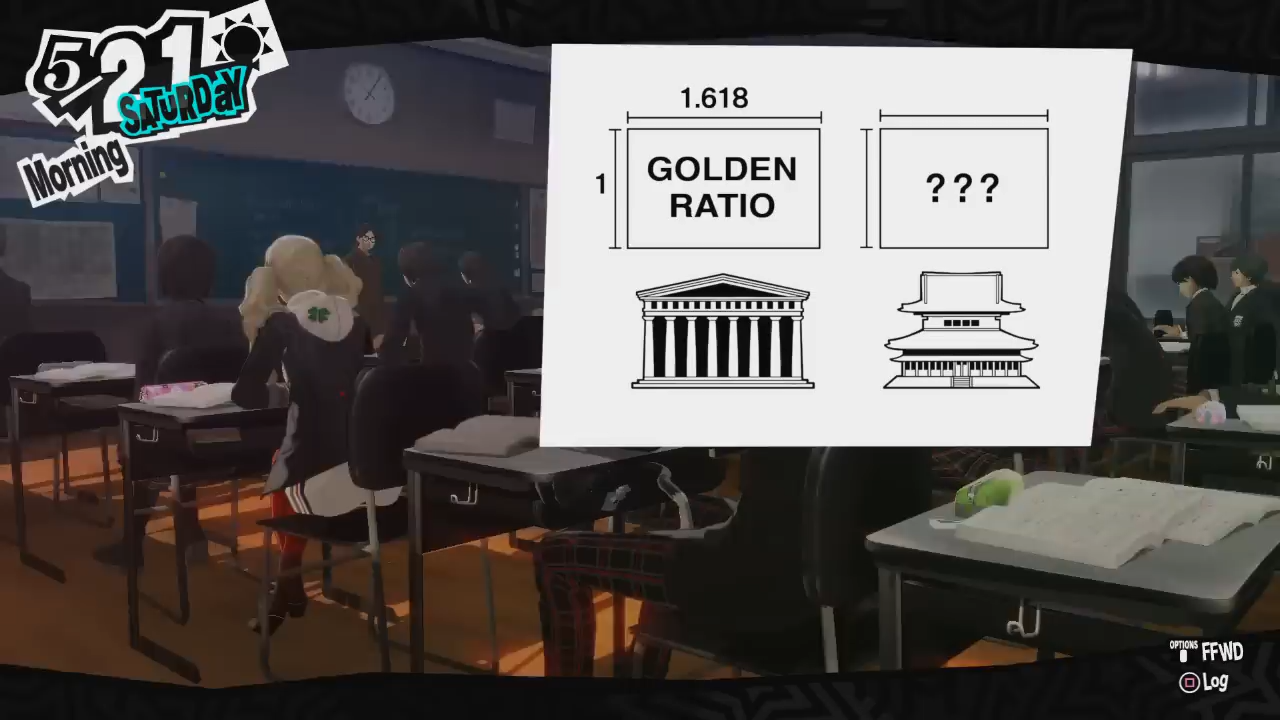 5/21
SATURDAY
Morning
1.618
1
GOLDEN
RATIO
???
OPTIONS FFWD
Log